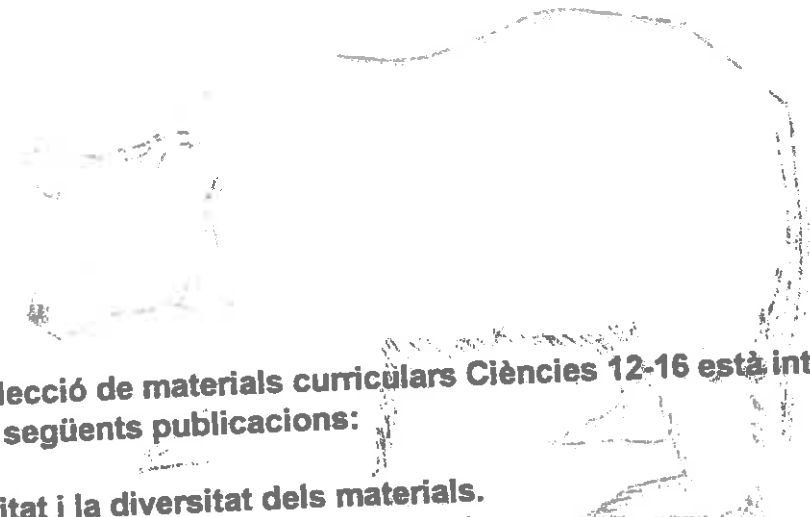 lecció de materials curriculars Ciències 12-16 està int
següents publicacions:
itat i la diversitat dels materials.